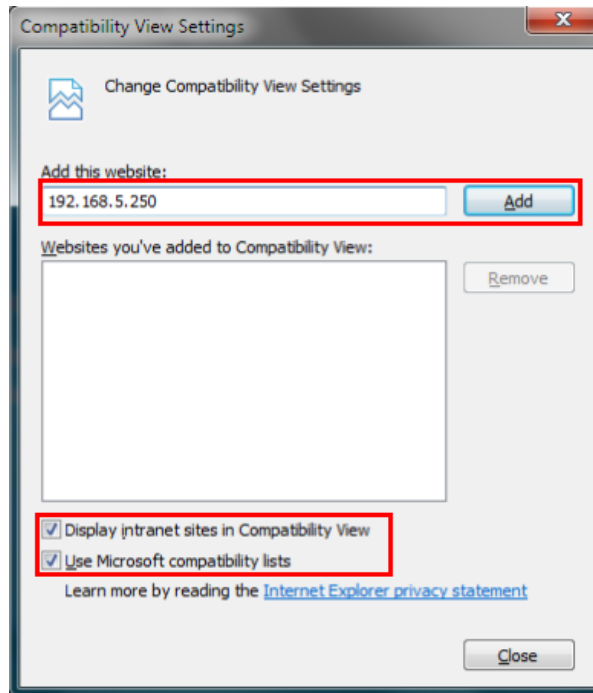 Compatibility View Settings
Change Compatibility View Settings
Add this website:
192.168.5.250
Add
Websites you've added to Compatibility View:
Remove
Display intranet sites in Compatibility View
Use Microsoft compatibility lists
Learn more by reading the Internet Explorer privacy statement
Close